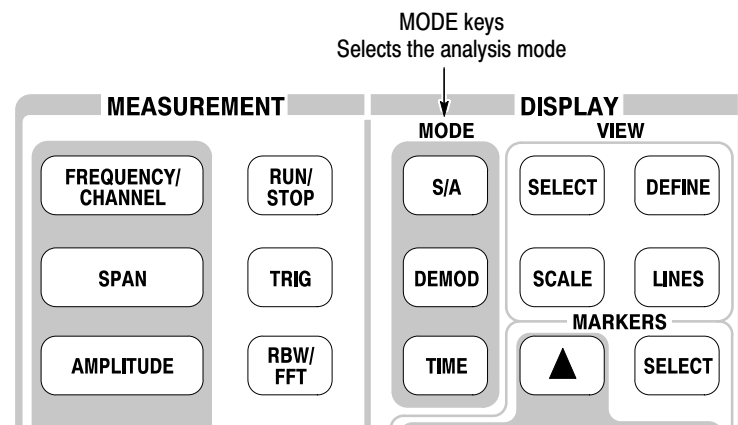 MODE keys
Selects the analysis mode
MEASUREMENT
DISPLAY
MODE
VIEW
FREQUENCY/
CHANNEL
RUN/
STOP
S/A
SELECT
DEFINE
SPAN
TRIG
DEMOD
SCALE
LINES
MARKERS
AMPLITUDE
RBW/
FFT
TIME
SELECT